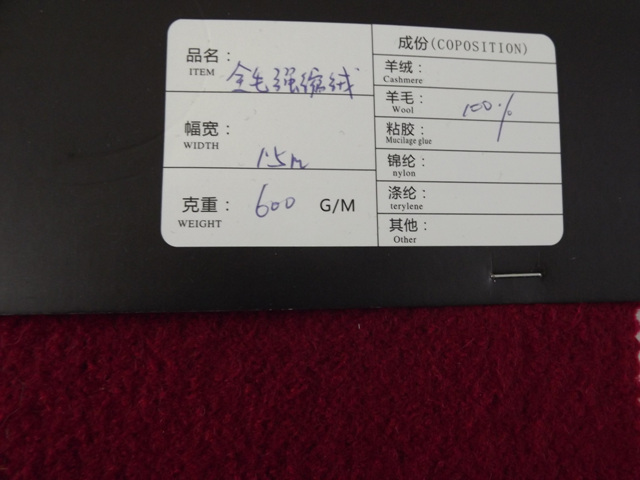 品名：
ITEM
全毛强缩绒
幅宽：
WIDTH
1.5m
克重：
WEIGHT
600 G/M
成份(COPOSITION)
羊绒：
Cashmere
羊毛：
Wool
100%
粘胶：
Mucilage glue
锦纶：
nylon
涤纶：
terylene
其他：
Other